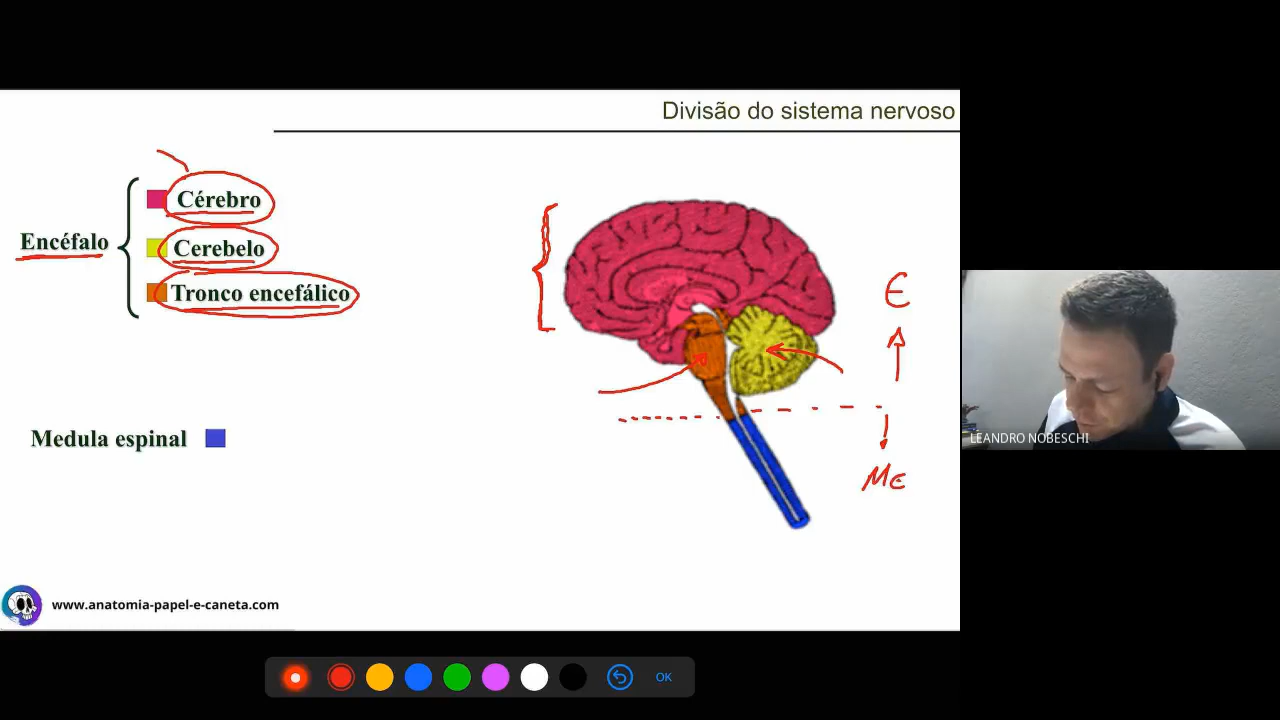 Divisão do sistema nervoso
Cérebro
Encéfalo
Cerebelo
Tronco encefálico
Medula espinal
E
ME
www.anatomia-papel-e-caneta.com
LEANDRO NOBESCHI
OK